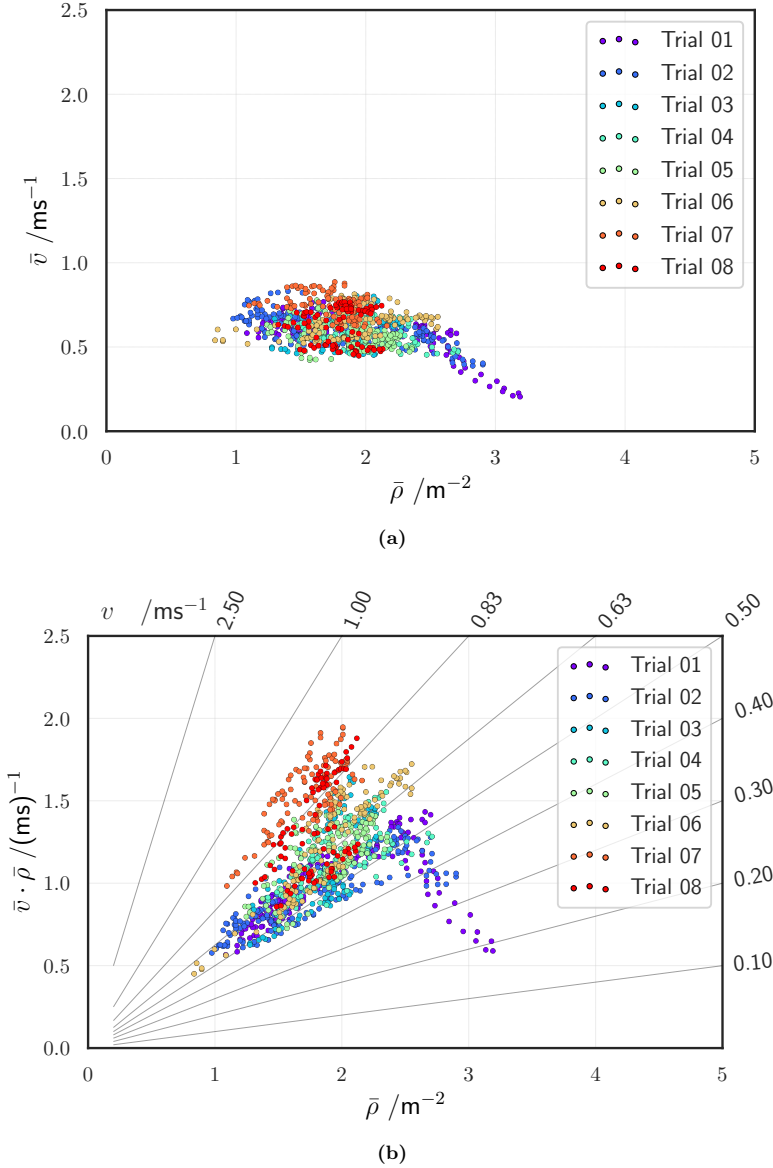 2.5
2.0
1.5
1.0
0.5
0.0
v̄ /ms⁻¹
Trial 01
Trial 02
Trial 03
Trial 04
Trial 05
Trial 06
Trial 07
Trial 08
0 1 2 3 4 5
ρ̄ /m⁻²
(a)
v /ms⁻¹ 2.50 1.00 0.83 0.63 0.50
0.40
0.30
0.20
0.10
2.5
2.0
1.5
1.0
0.5
0.0
v̄ · ρ̄ /(ms)⁻¹
Trial 01
Trial 02
Trial 03
Trial 04
Trial 05
Trial 06
Trial 07
Trial 08
0 1 2 3 4 5
ρ̄ /m⁻²
(b)